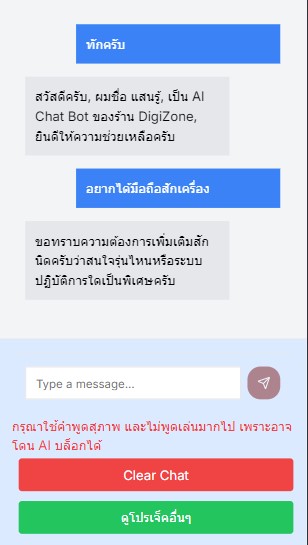 ทักครับ
สวัสดีครับ, ผมชื่อ แสนรู้, เป็น AI
Chat Bot ของร้าน DigiZone,
ยินดีให้ความช่วยเหลือครับ
อยากได้มือถือสักเครื่อง
ขอทราบความต้องการเพิ่มเติมสัก
นิดครับว่าสนใจรุ่นไหนหรือระบบ
ปฏิบัติการใดเป็นพิเศษครับ
Type a message...
กรุณาใช้คำพูดสุภาพ และไม่พูดเล่นมากไป เพราะอาจ
โดน AI บล็อกได้
Clear Chat
ดูโปรเจ็คอื่นๆ